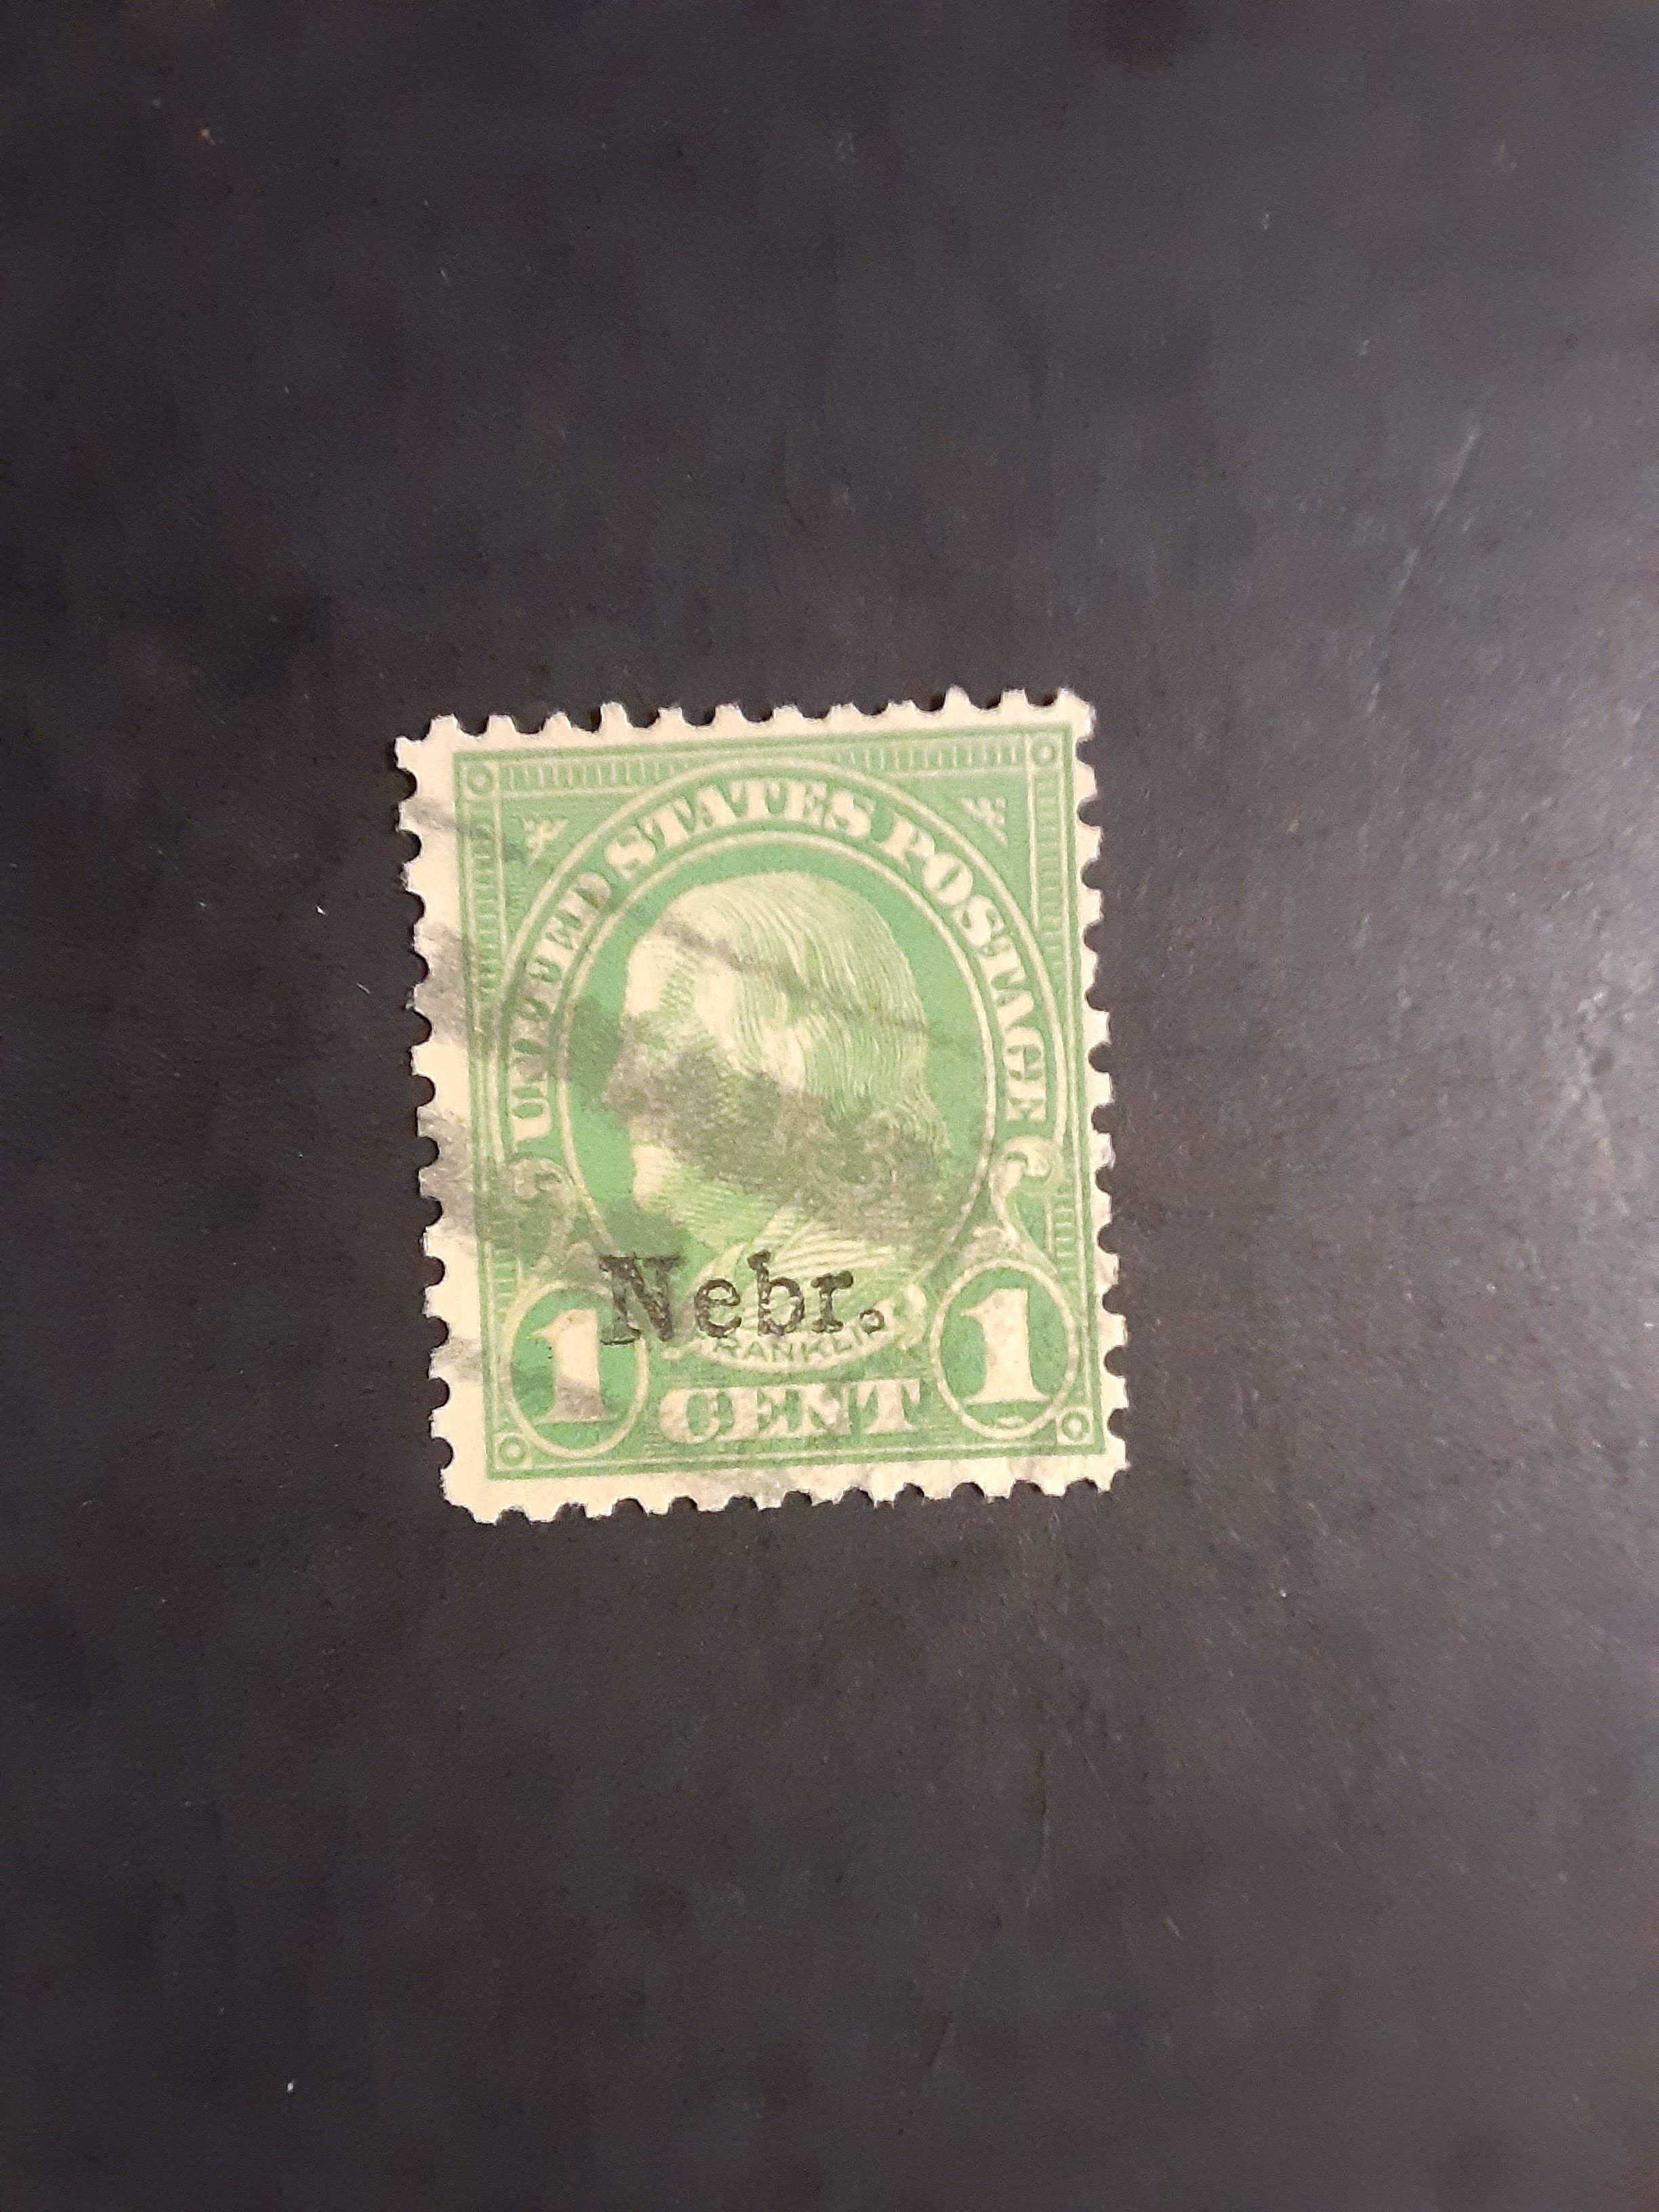 UNITED STATES POSTAGE
Nebr.
FRANKLIN
1 CENT 1